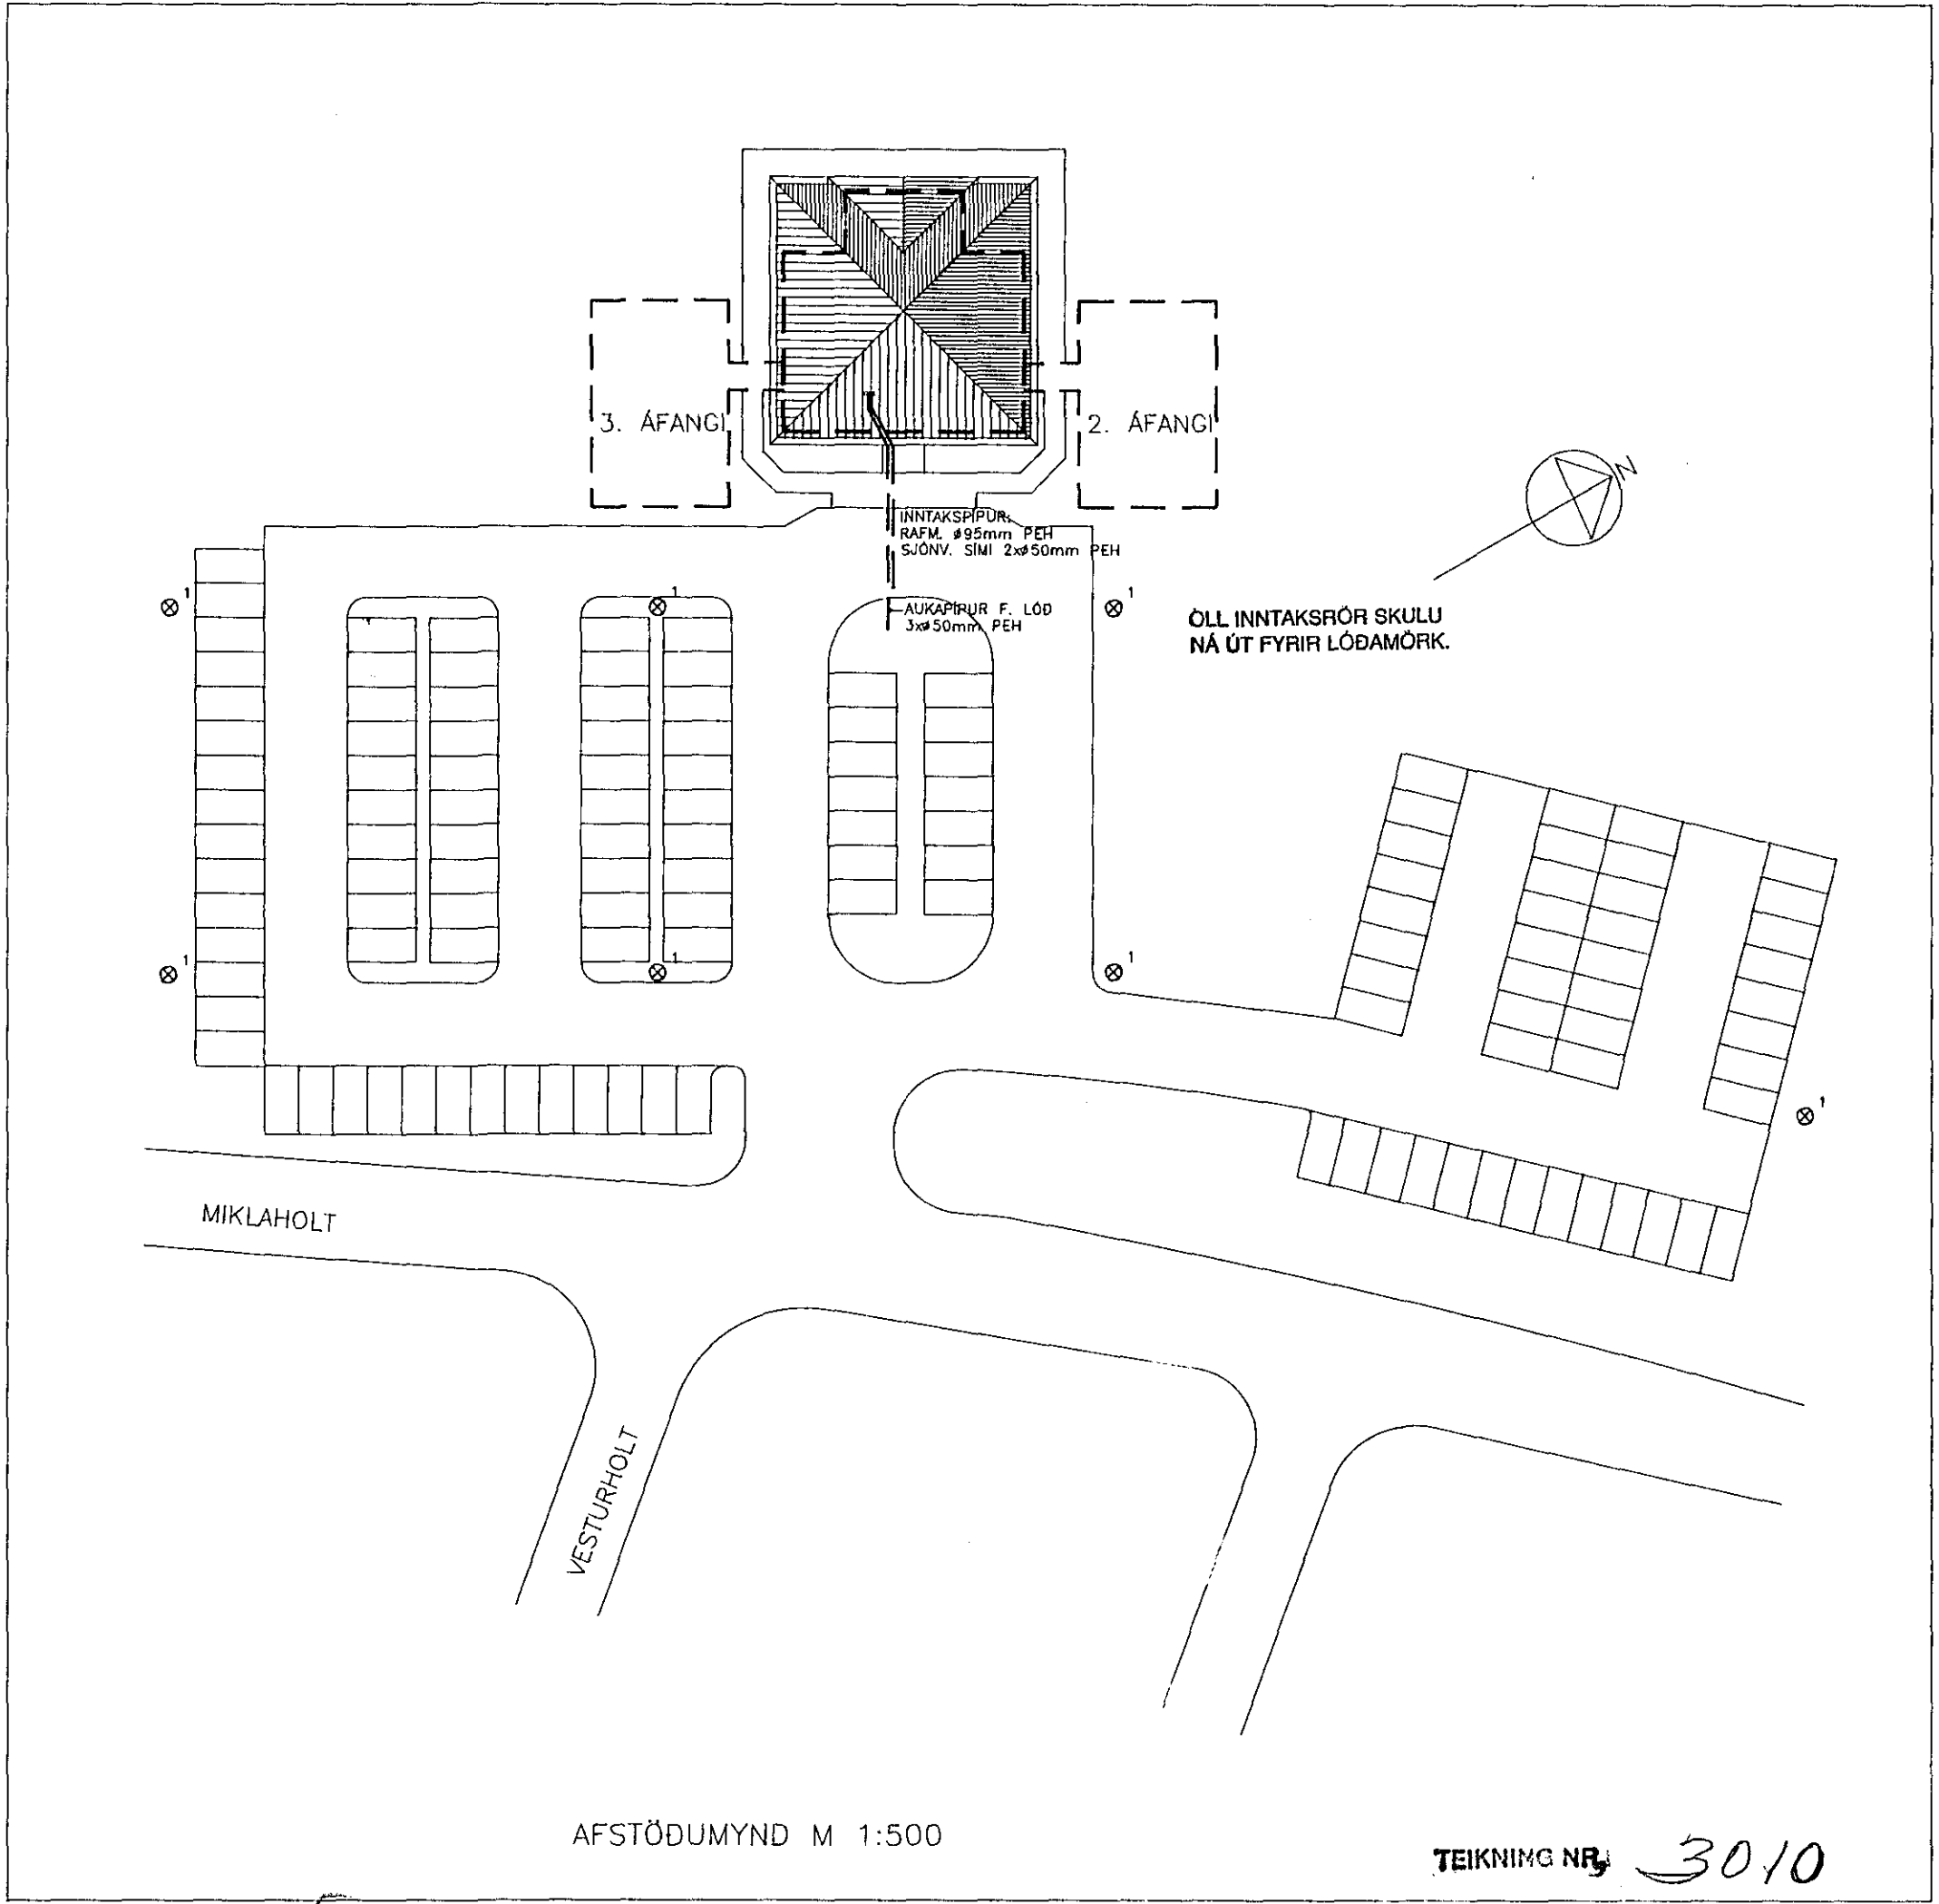 3. ÁFANGI
2. ÁFANGI
N
INNTAKSPÍPUR:
RAFM. ø95mm PEH
SJÓNV. SÍMI 2xø50mm PEH
AUKAPÍPUR F. LÓÐ
3xø50mm PEH
ÖLL INNTAKSRÖR SKULU
NÁ ÚT FYRIR LÓÐAMÖRK.
1
1
1
1
1
1
1
MIKLAHOLT
VESTURHOLT
AFSTÖÐUMYND M 1:500
TEIKNING NR. 3010